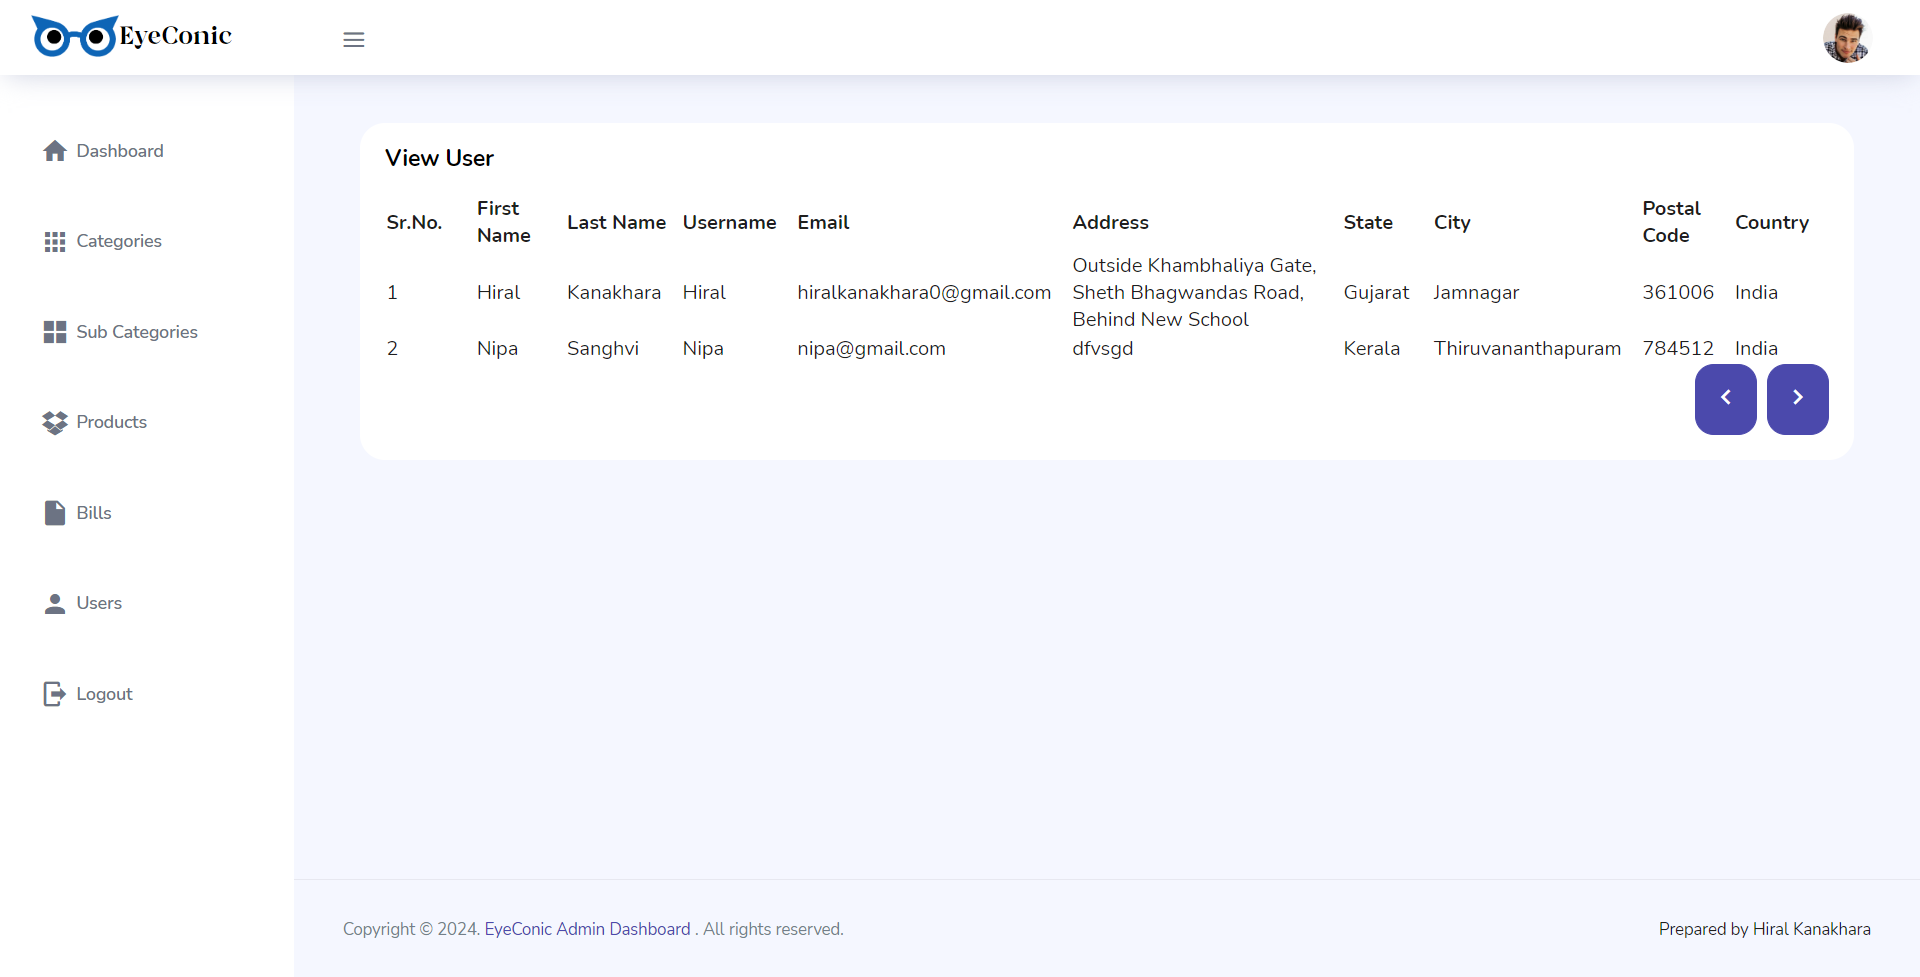 EyeConic
Dashboard
Categories
Sub Categories
Products
Bills
Users
Logout
View User
Sr.No. First Name Last Name Username Email Address State City Postal Code Country
1 Hiral Kanakhara Hiral hiralkanakhara0@gmail.com Outside Khambhaliya Gate, Sheth Bhagwandas Road, Behind New School Gujarat Jamnagar 361006 India
2 Nipa Sanghvi Nipa nipa@gmail.com dfvsgd Kerala Thiruvananthapuram 784512 India
Copyright © 2024. EyeConic Admin Dashboard . All rights reserved.
Prepared by Hiral Kanakhara